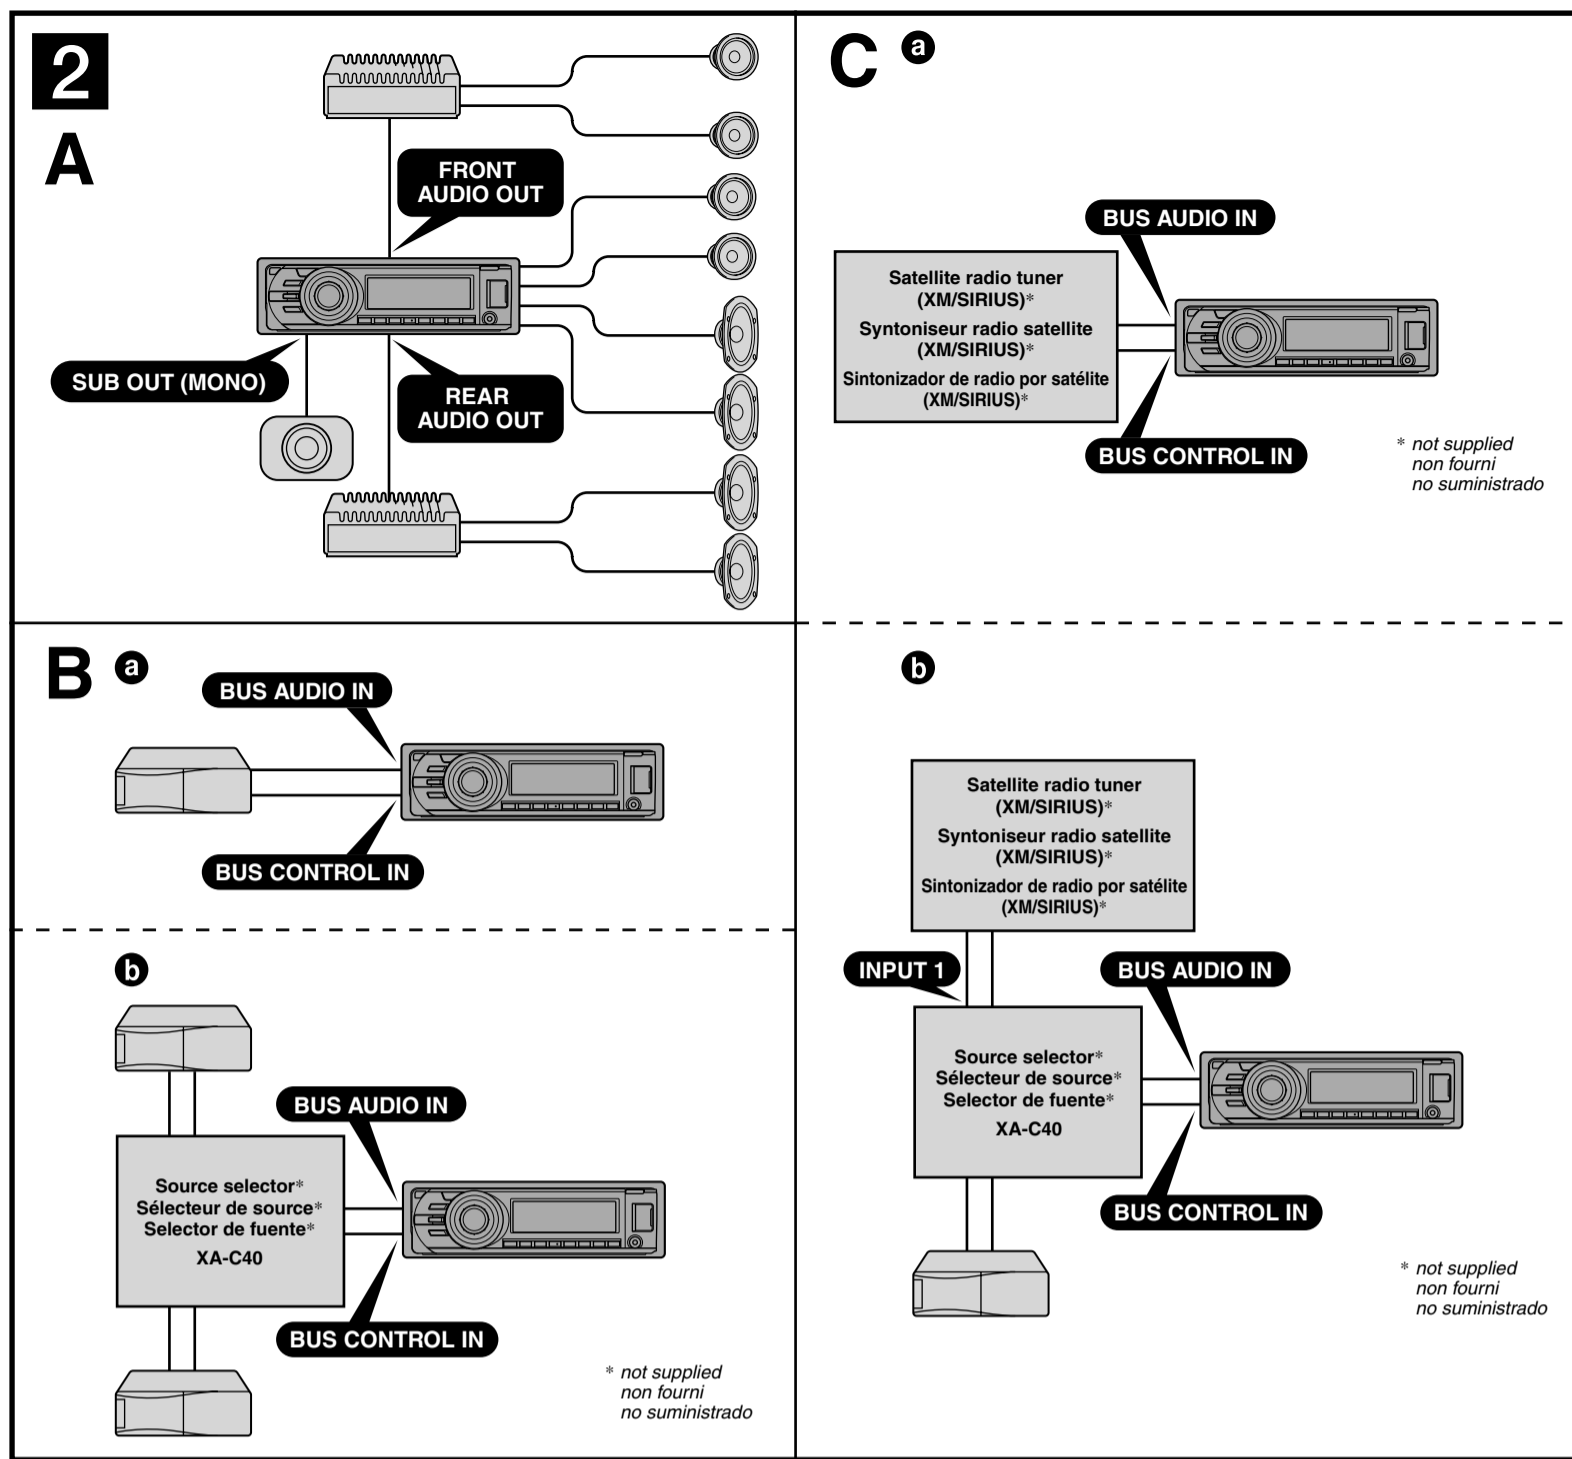 2
A
FRONT
AUDIO OUT
SUB OUT (MONO)
REAR
AUDIO OUT
B a
BUS AUDIO IN
BUS CONTROL IN
b
BUS AUDIO IN
Source selector*
Sélecteur de source*
Selector de fuente*
XA-C40
BUS CONTROL IN
* not supplied
non fourni
no suministrado
C a
BUS AUDIO IN
Satellite radio tuner
(XM/SIRIUS)*
Syntoniseur radio satellite
(XM/SIRIUS)*
Sintonizador de radio por satélite
(XM/SIRIUS)*
BUS CONTROL IN
* not supplied
non fourni
no suministrado
b
Satellite radio tuner
(XM/SIRIUS)*
Syntoniseur radio satellite
(XM/SIRIUS)*
Sintonizador de radio por satélite
(XM/SIRIUS)*
INPUT 1
BUS AUDIO IN
Source selector*
Sélecteur de source*
Selector de fuente*
XA-C40
BUS CONTROL IN
* not supplied
non fourni
no suministrado